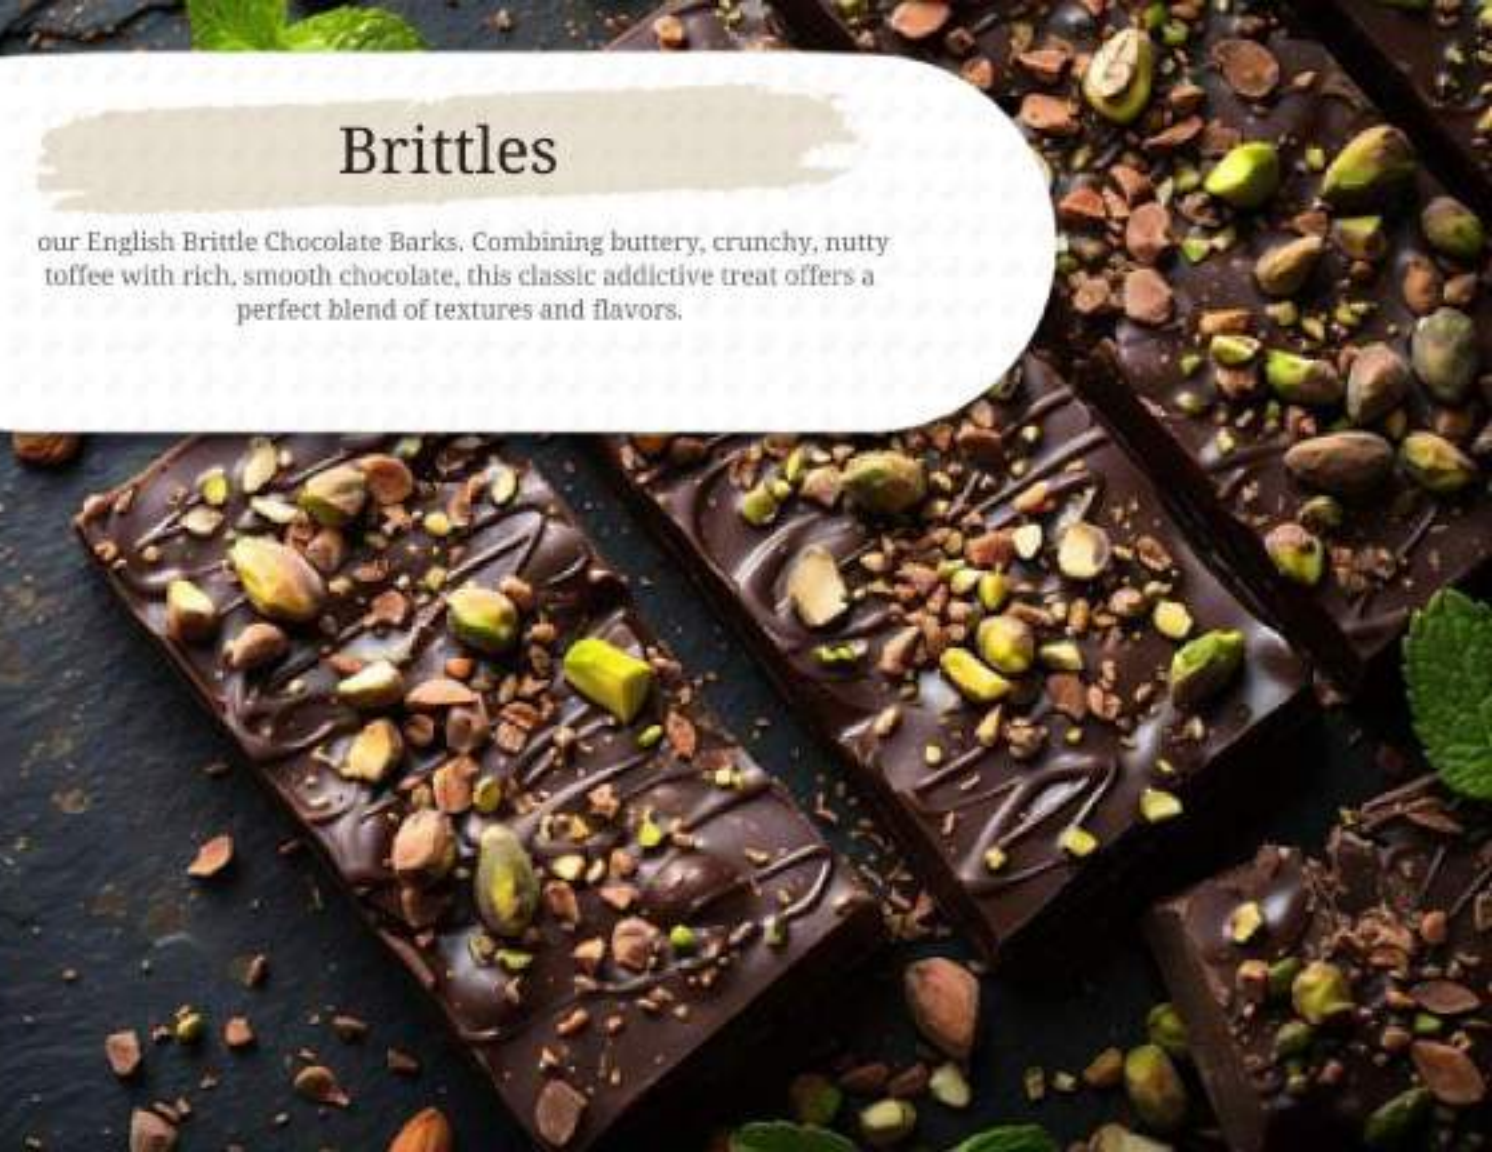 Brittles
our English Brittle Chocolate Barks. Combining buttery, crunchy, nutty
toffee with rich, smooth chocolate, this classic addictive treat offers a
perfect blend of textures and flavors.